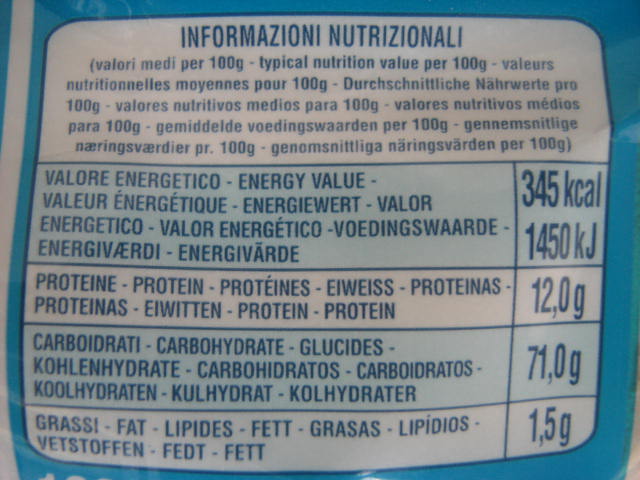 INFORMAZIONI NUTRIZIONALI
(valori medi per 100g - typical nutrition value per 100g - valeurs
nutritionnelles moyennes pour 100g - Durchschnittliche Nährwerte pro
100g - valores nutritivos medios para 100g - valores nutritivos médios
para 100g - gemiddelde voedingswaarden per 100g - gennemsnitlige
næringsværdier pr. 100g - genomsnittliga näringsvärden per 100g)
VALORE ENERGETICO - ENERGY VALUE -
VALEUR ÉNERGÉTIQUE - ENERGIEWERT - VALOR
ENERGETICO - VALOR ENERGÉTICO -VOEDINGSWAARDE -
ENERGIVÆRDI - ENERGIVÄRDE
345 kcal
1450 kJ
PROTEINE - PROTEIN - PROTÉINES - EIWEISS - PROTEINAS -
PROTEINAS - EIWITTEN - PROTEIN - PROTEIN
12,0 g
CARBOIDRATI - CARBOHYDRATE - GLUCIDES -
KOHLENHYDRATE - CARBOHIDRATOS - CARBOIDRATOS -
KOOLHYDRATEN - KULHYDRAT - KOLHYDRATER
71,0 g
GRASSI - FAT - LIPIDES - FETT - GRASAS - LIPÍDIOS -
VETSTOFFEN - FEDT - FETT
1,5 g